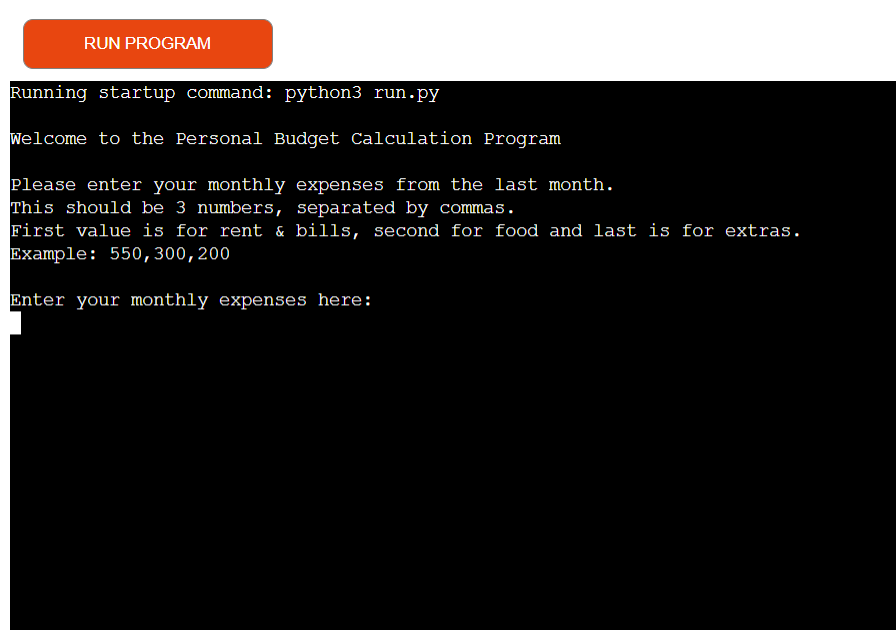 RUN PROGRAM
Running startup command: python3 run.py
Welcome to the Personal Budget Calculation Program
Please enter your monthly expenses from the last month.
This should be 3 numbers, separated by commas.
First value is for rent & bills, second for food and last is for extras.
Example: 550,300,200
Enter your monthly expenses here: